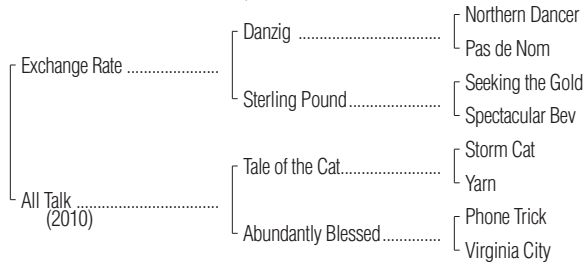 Northern Dancer
Danzig ..............................
Pas de Nom
Exchange Rate ...................
Seeking the Gold
Sterling Pound...................
Spectacular Bev
Storm Cat
Tale of the Cat.....................
Yarn
All Talk .............................
(2010)
Phone Trick
Abundantly Blessed............
Virginia City